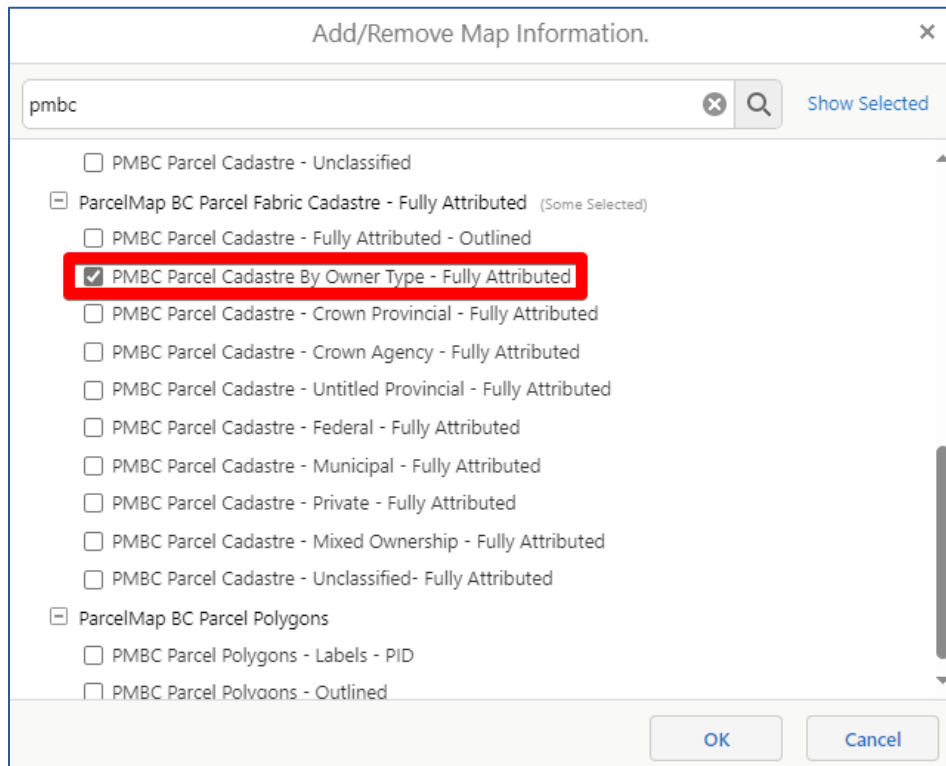 Add/Remove Map Information.
pmbc
Show Selected
PMBC Parcel Cadastre - Unclassified
ParcelMap BC Parcel Fabric Cadastre - Fully Attributed (Some Selected)
PMBC Parcel Cadastre - Fully Attributed - Outlined
PMBC Parcel Cadastre By Owner Type - Fully Attributed
PMBC Parcel Cadastre - Crown Provincial - Fully Attributed
PMBC Parcel Cadastre - Crown Agency - Fully Attributed
PMBC Parcel Cadastre - Untitled Provincial - Fully Attributed
PMBC Parcel Cadastre - Federal - Fully Attributed
PMBC Parcel Cadastre - Municipal - Fully Attributed
PMBC Parcel Cadastre - Private - Fully Attributed
PMBC Parcel Cadastre - Mixed Ownership - Fully Attributed
PMBC Parcel Cadastre - Unclassified- Fully Attributed
ParcelMap BC Parcel Polygons
PMBC Parcel Polygons - Labels - PID
PMBC Parcel Polygons - Outlined
OK
Cancel